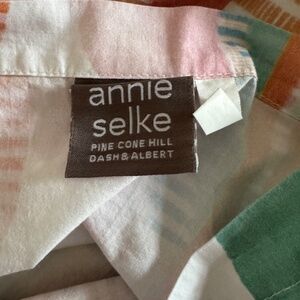 annie
selke
PINE CONE HILL
DASH & ALBERT